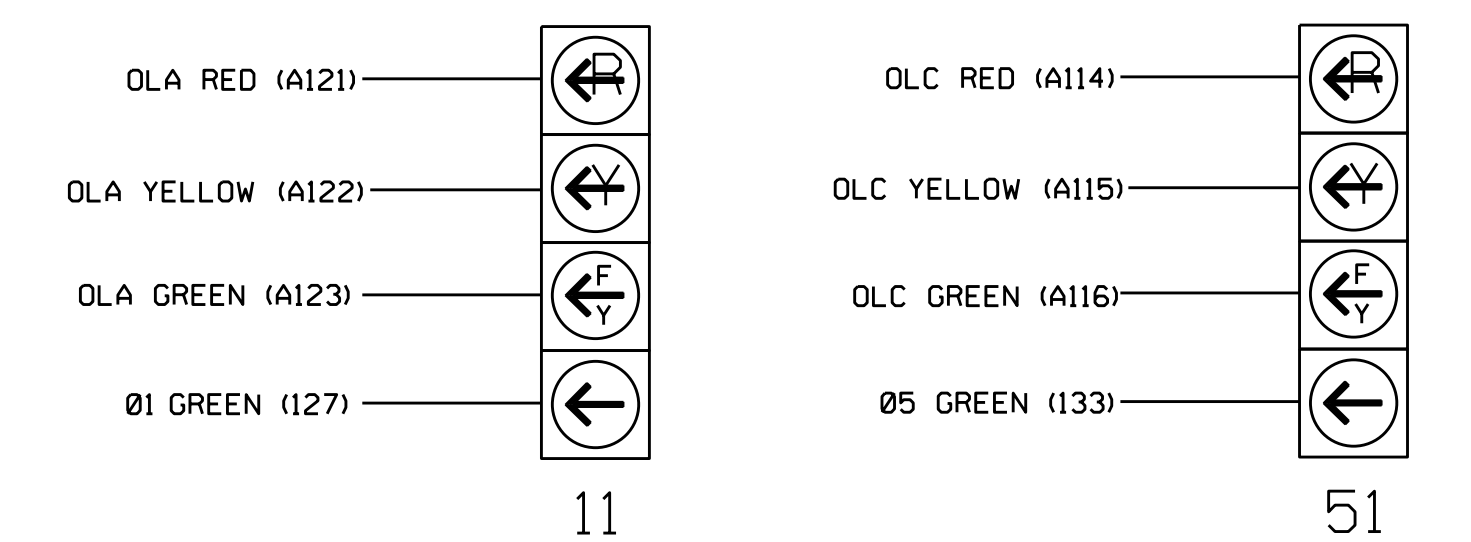 OLA RED (A121)
R
OLA YELLOW (A122)
Y
OLA GREEN (A123)
F
Y
Ø1 GREEN (127)
11
OLC RED (A114)
R
OLC YELLOW (A115)
Y
OLC GREEN (A116)
F
Y
Ø5 GREEN (133)
51